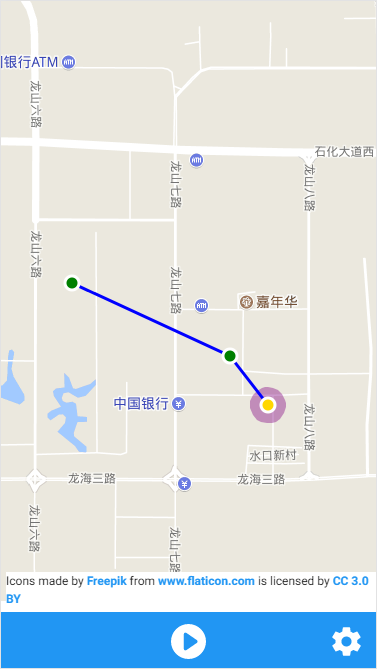 银行ATM
龙山六路
石化大道西
龙山七路
龙山八路
龙山六路
龙山七路
嘉年华
中国银行
龙山八路
水口新村
龙海三路
龙海三路
龙山六路
龙山七路
Icons made by Freepik from www.flaticon.com is licensed by CC 3.0
BY